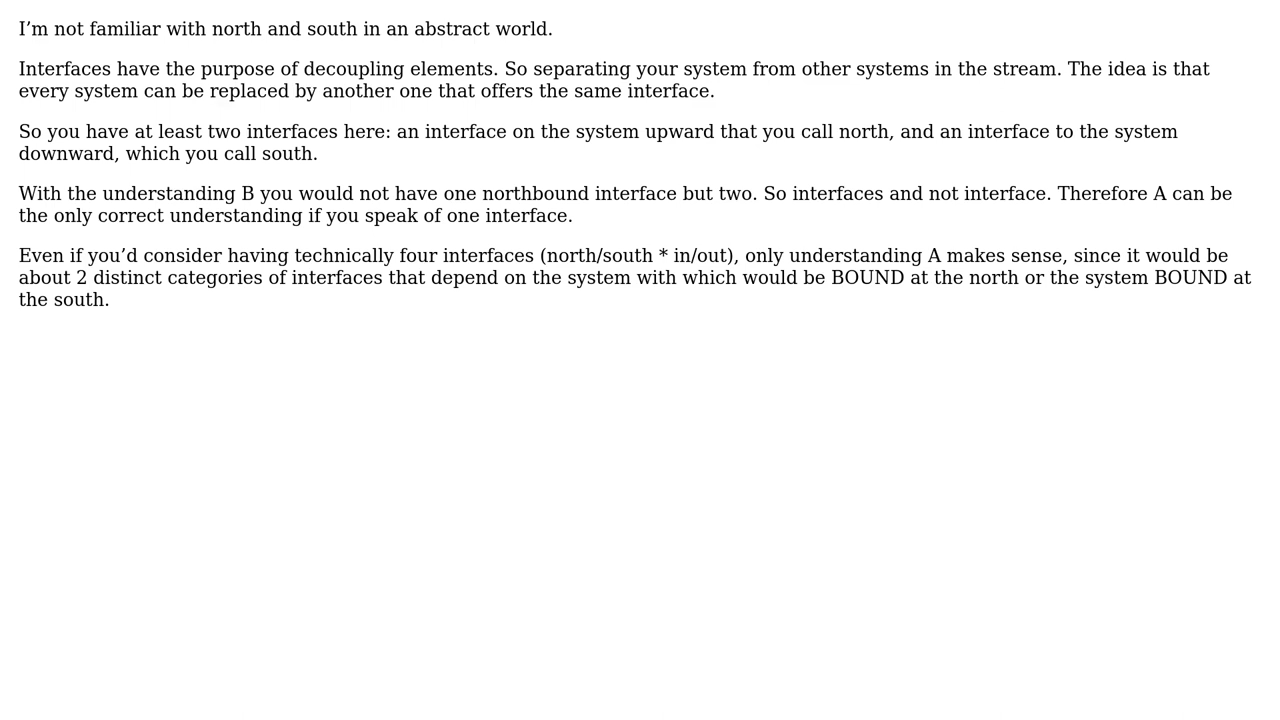 I’m not familiar with north and south in an abstract world.
Interfaces have the purpose of decoupling elements. So separating your system from other systems in the stream. The idea is that
every system can be replaced by another one that offers the same interface.
So you have at least two interfaces here: an interface on the system upward that you call north, and an interface to the system
downward, which you call south.
With the understanding B you would not have one northbound interface but two. So interfaces and not interface. Therefore A can be
the only correct understanding if you speak of one interface.
Even if you’d consider having technically four interfaces (north/south * in/out), only understanding A makes sense, since it would be
about 2 distinct categories of interfaces that depend on the system with which would be BOUND at the north or the system BOUND at
the south.